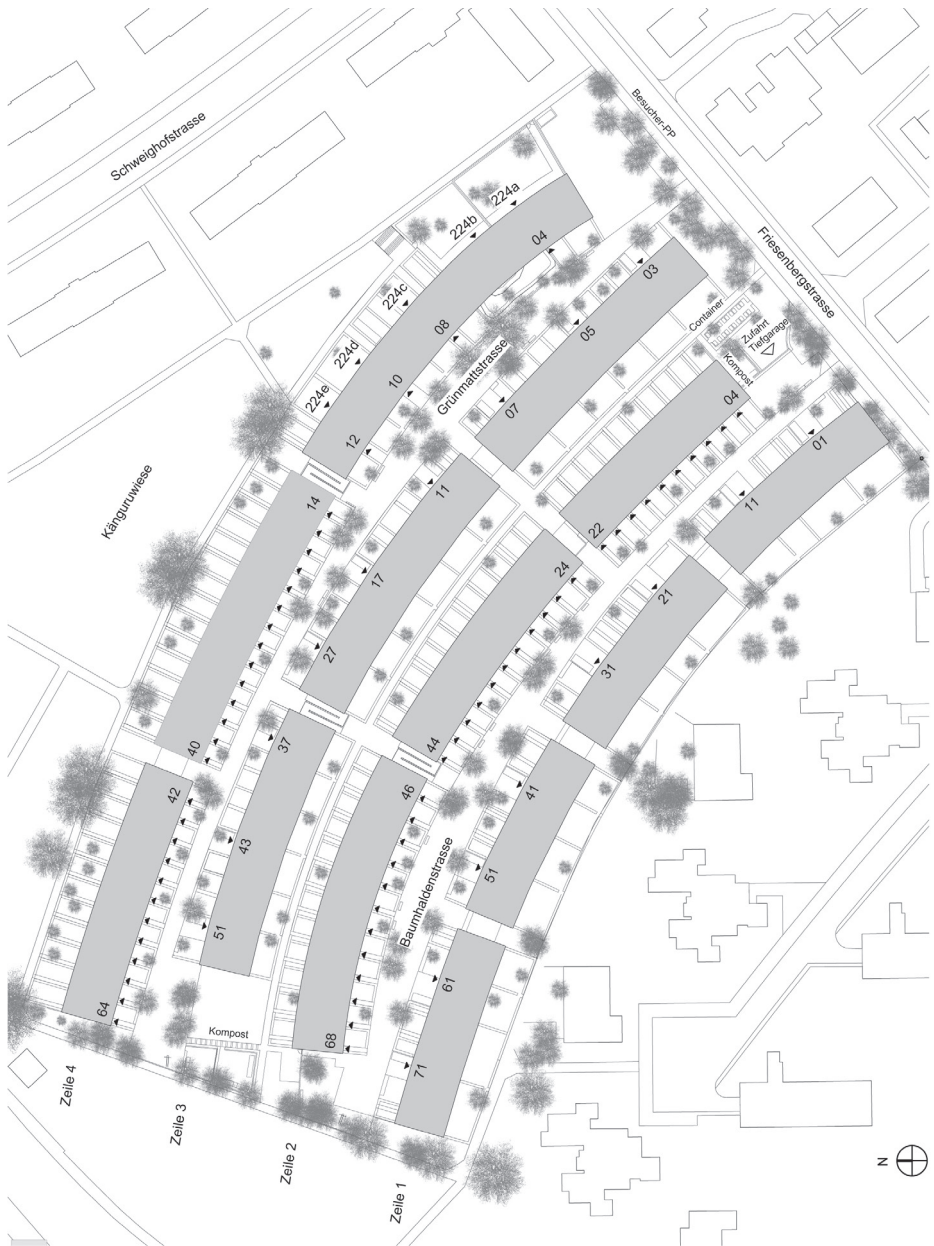 Schweighofstrasse
Besucher-PP
Friesenbergstrasse
Känguruwiese
Grünmattstrasse
Baumhaldenstrasse
Container
Zufahrt
Tiefgarage
Kompost
224a
224b
224c
224d
224e
04
08
10
12
14
40
42
64
03
05
07
11
17
27
37
43
51
04
22
24
44
46
68
01
11
21
31
41
51
61
71
Kompost
Zeile 4
Zeile 3
Zeile 2
Zeile 1
N